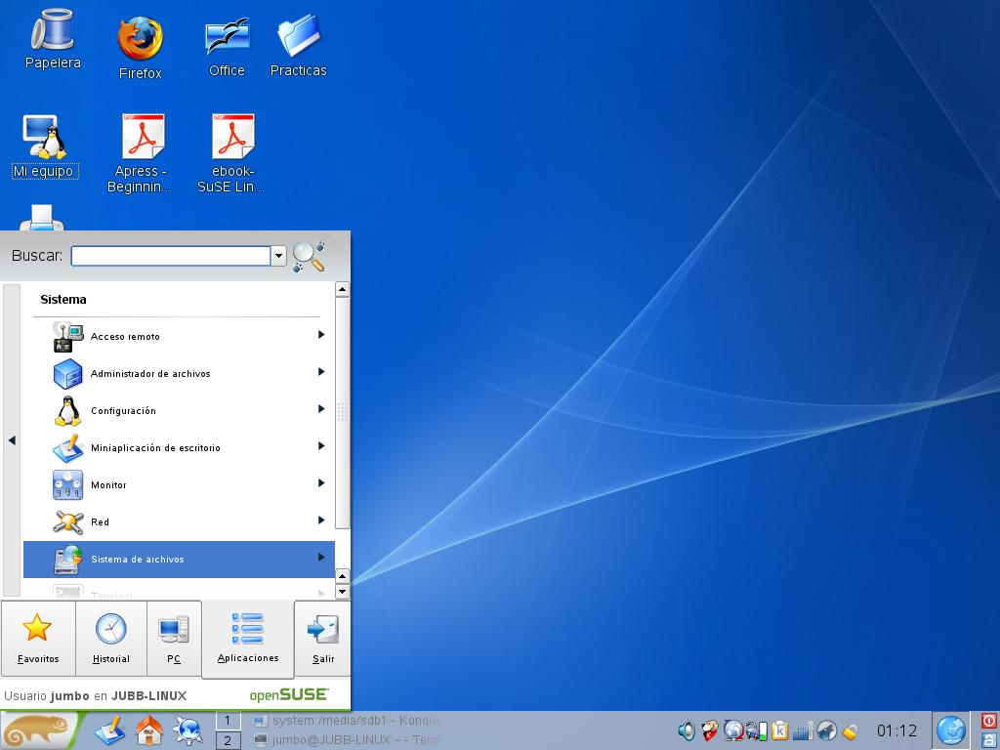 Papelera
Firefox
Office
Practicas
Mi equipo
Apress -
Beginnin...
ebook-
SuSE Lin...
Buscar:
Sistema
Acceso remoto
Administrador de archivos
Configuración
Miniaplicación de escritorio
Monitor
Red
Sistema de archivos
Terminal
Favoritos
Historial
PC
Aplicaciones
Salir
Usuario jumbo en JUBB-LINUX
openSUSE
1
2
system:/media/sdb1 - Konque
jumbo@JUBB-LINUX:~ - Term
01:12